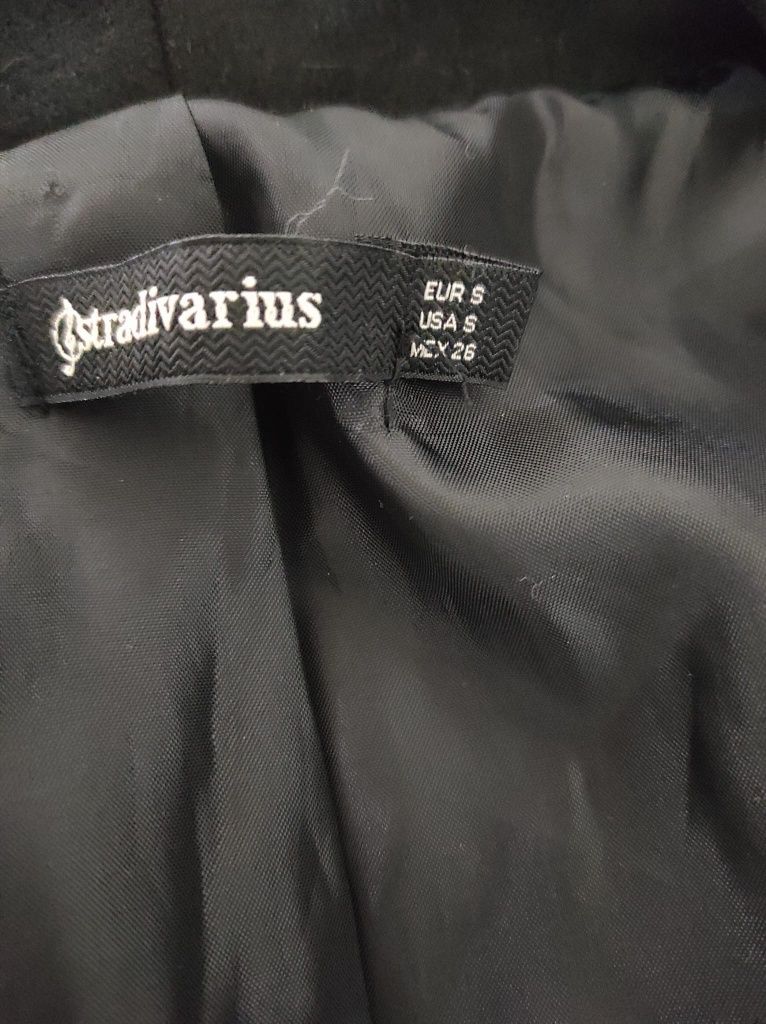 stradivarius
EUR S
USA S
MEX 26